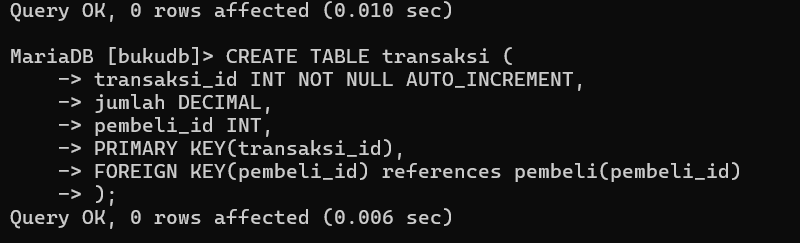 Query OK, 0 rows affected (0.010 sec)
MariaDB [bukudb]> CREATE TABLE transaksi (
    -> transaksi_id INT NOT NULL AUTO_INCREMENT,
    -> jumlah DECIMAL,
    -> pembeli_id INT,
    -> PRIMARY KEY(transaksi_id),
    -> FOREIGN KEY(pembeli_id) references pembeli(pembeli_id)
    -> );
Query OK, 0 rows affected (0.006 sec)